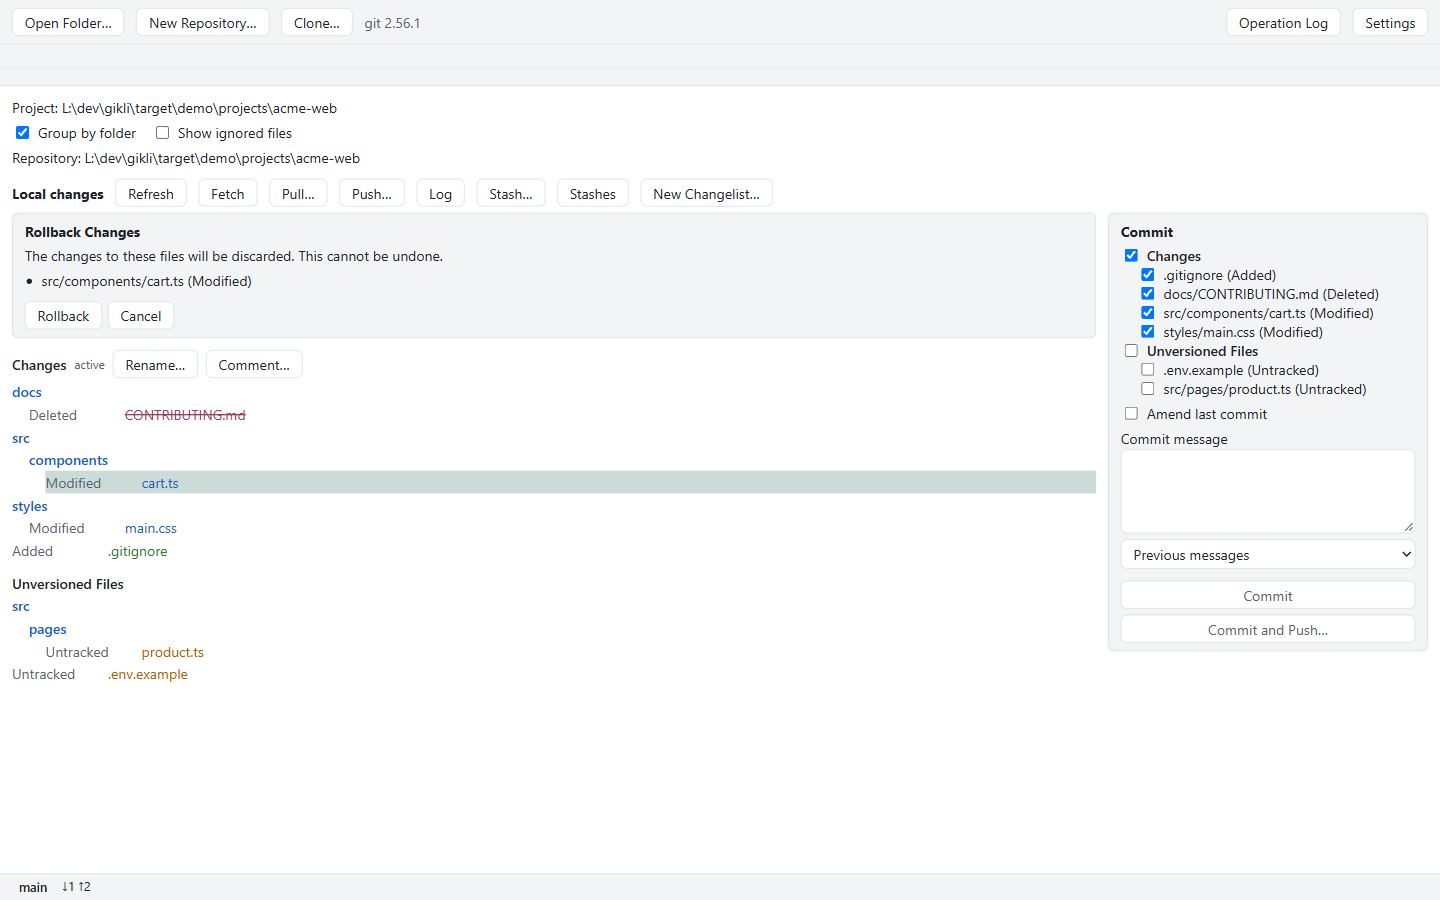 Open Folder... New Repository... Clone... git 2.56.1 Operation Log Settings
Project: L:\dev\gikli\target\demo\projects\acme-web
Group by folder Show ignored files
Repository: L:\dev\gikli\target\demo\projects\acme-web
Local changes Refresh Fetch Pull... Push... Log Stash... Stashes New Changelist...
Rollback Changes
The changes to these files will be discarded. This cannot be undone.
• src/components/cart.ts (Modified)
Rollback Cancel
Changes active Rename... Comment...
docs
Deleted CONTRIBUTING.md
src
components
Modified cart.ts
styles
Modified main.css
Added .gitignore
Unversioned Files
src
pages
Untracked product.ts
Untracked .env.example
Commit
Changes
.gitignore (Added)
docs/CONTRIBUTING.md (Deleted)
src/components/cart.ts (Modified)
styles/main.css (Modified)
Unversioned Files
.env.example (Untracked)
src/pages/product.ts (Untracked)
Amend last commit
Commit message
Previous messages
Commit
Commit and Push...
main ↓1 ↑2